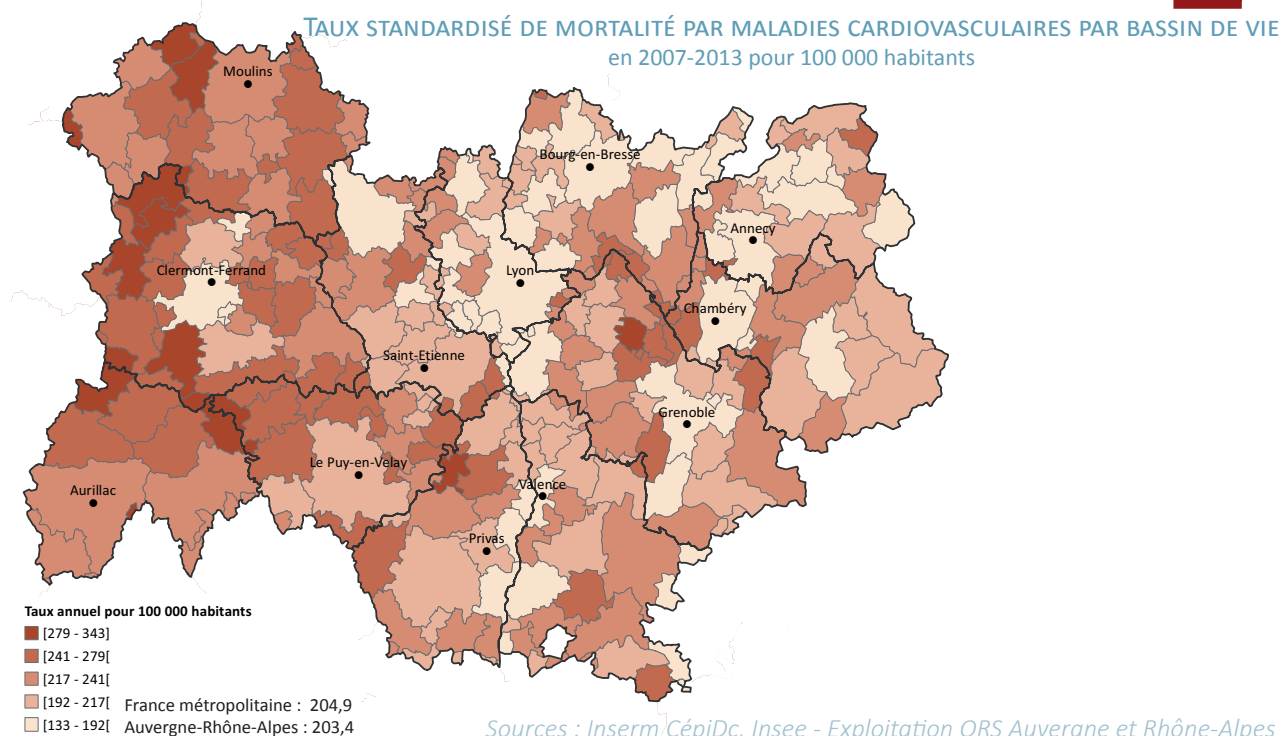 TAUX STANDARDISÉ DE MORTALITÉ PAR MALADIES CARDIOVASCULAIRES PAR BASSIN DE VIE
en 2007-2013 pour 100 000 habitants
Moulins
Bourg-en-Bresse
Annecy
Clermont-Ferrand
Lyon
Chambéry
Saint-Etienne
Grenoble
Le Puy-en-Velay
Aurillac
Valence
Privas
Taux annuel pour 100 000 habitants
[279 - 343]
[241 - 279[
[217 - 241[
[192 - 217[ France métropolitaine : 204,9
[133 - 192[ Auvergne-Rhône-Alpes : 203,4
Sources : Inserm CépiDc, Insee - Exploitation ORS Auvergne et Rhône-Alpes